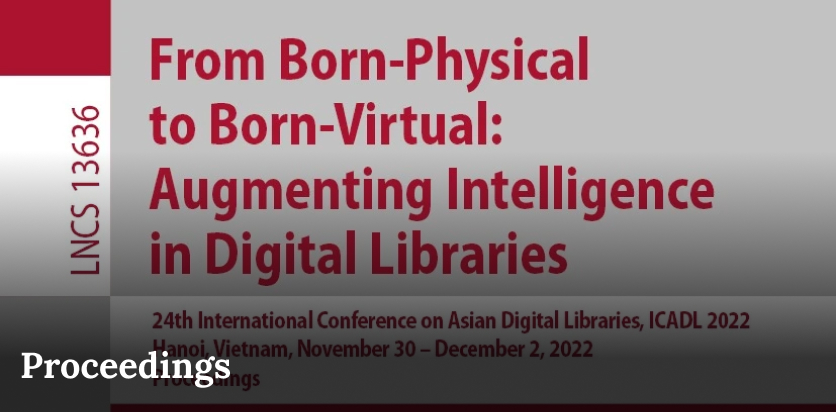 LNCS 13636
From Born-Physical
to Born-Virtual:
Augmenting Intelligence
in Digital Libraries
24th International Conference on Asian Digital Libraries, ICADL 2022
Hanoi, Vietnam, November 30 – December 2, 2022
Proceedings
Proceedings